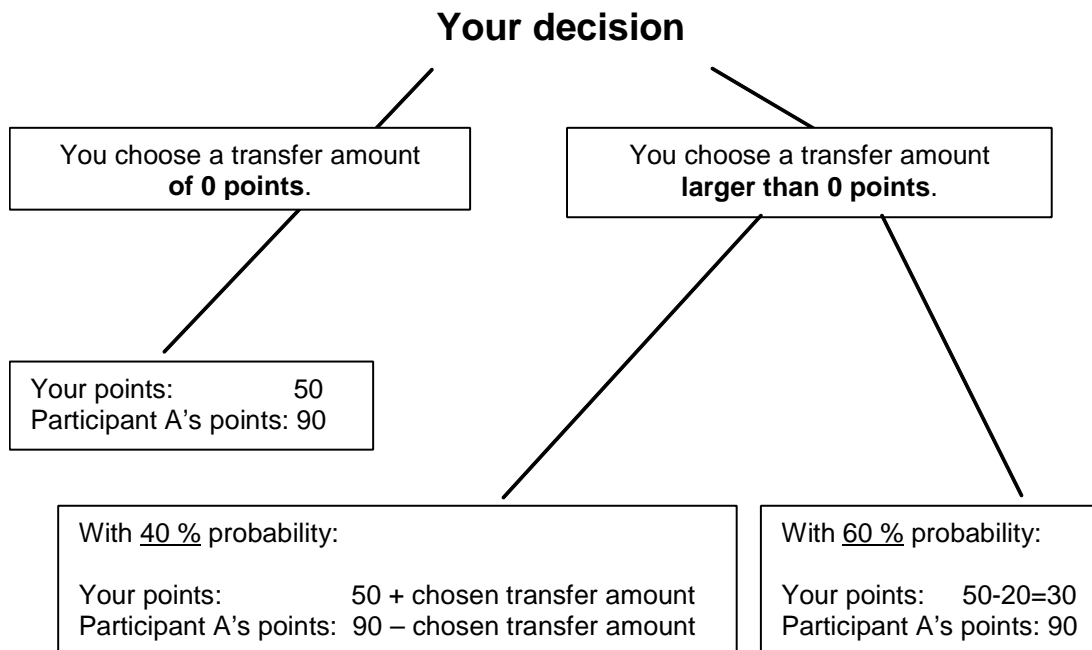 Your decision
You choose a transfer amount
of 0 points.
You choose a transfer amount
larger than 0 points.
Your points: 50
Participant A’s points: 90
With 40 % probability:
Your points: 50 + chosen transfer amount
Participant A’s points: 90 – chosen transfer amount
With 60 % probability:
Your points: 50-20=30
Participant A’s points: 90